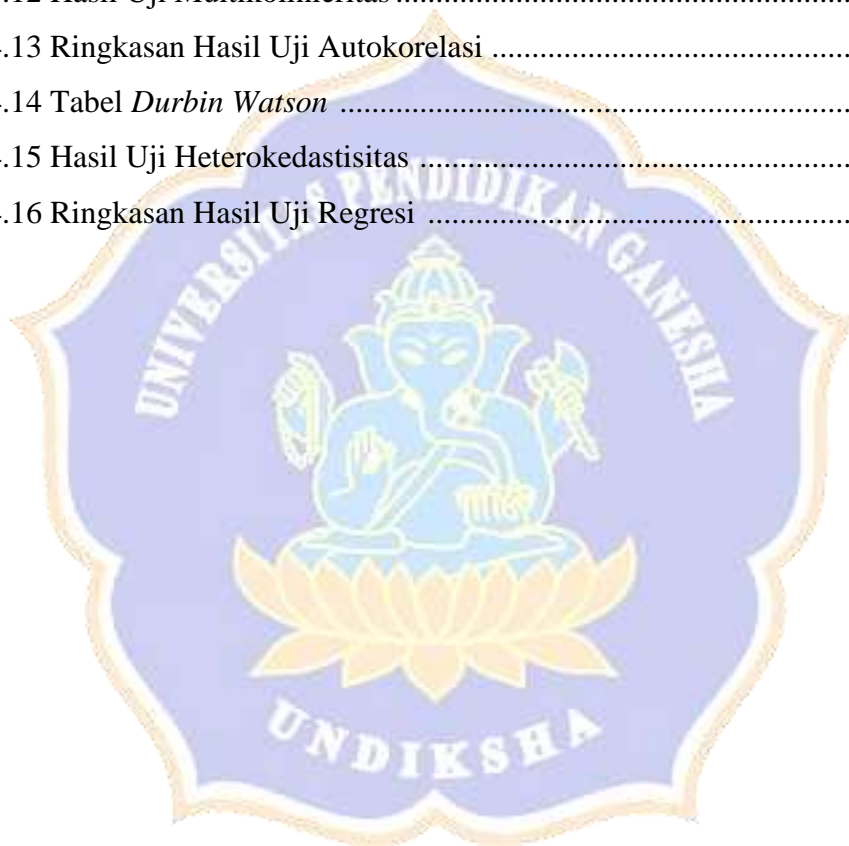 .12 Hasil Uji Multikolinieritas ........................................................................
.13 Ringkasan Hasil Uji Autokorelasi ................................................
.14 Tabel Durbin Watson ....................................................................
.15 Hasil Uji Heterokedastisitas .........................................................
.16 Ringkasan Hasil Uji Regresi .........................................................
UNIVERSITAS PENDIDIKAN GANESHA
UNDIKSHA